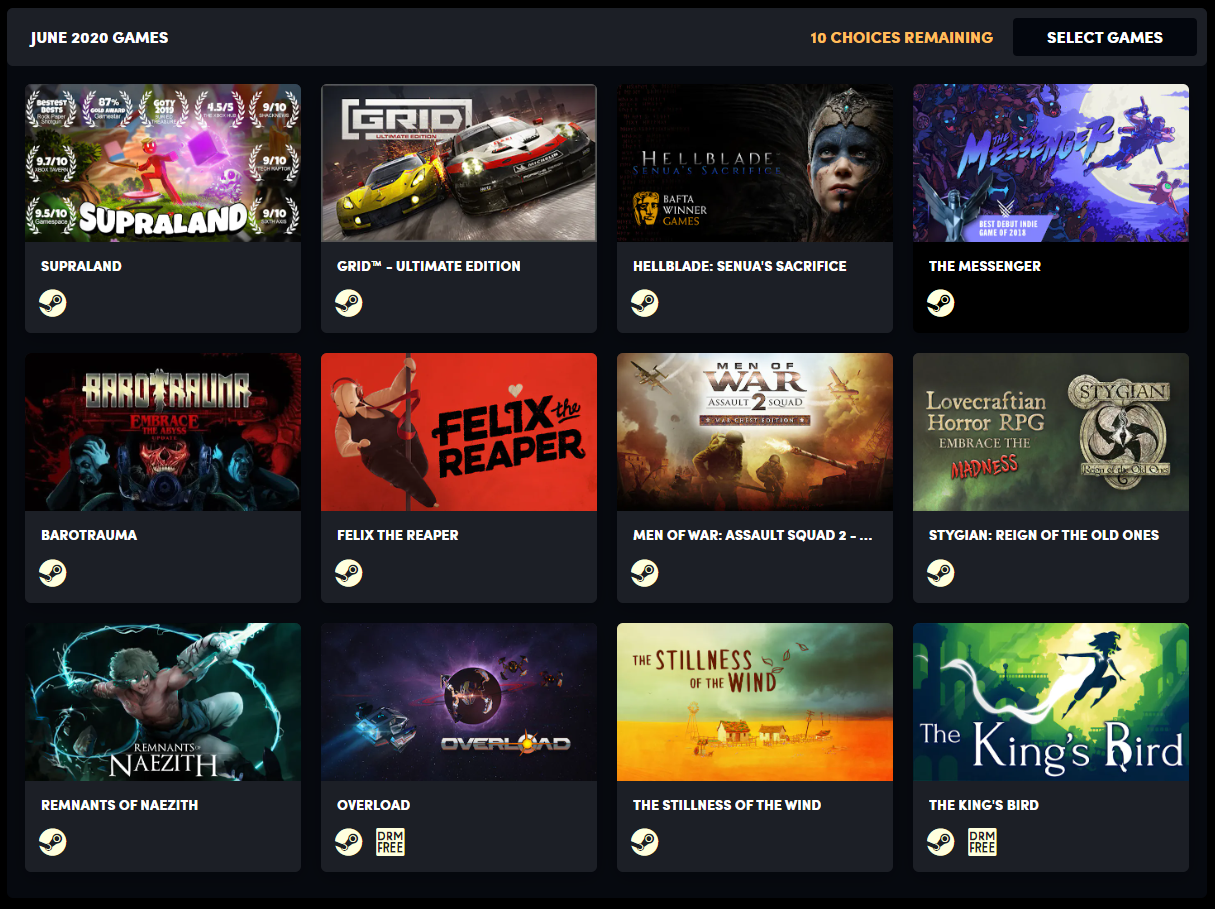 JUNE 2020 GAMES
10 CHOICES REMAINING
SELECT GAMES
BESTEST BESTS
Rock Paper Shotgun
87%
GOLD AWARD
Gamestar
GOTY 2019
4.5/5
THE XBOX HUB
9/10
9.7/10
XBOX TAVERN
9/10
TECH RAPTOR
9.5/10
Gamespace
9/10
SUPRALAND
SUPRALAND
GRID
ULTIMATE EDITION
GRID™ - ULTIMATE EDITION
HELLBLADE
SENUA'S SACRIFICE
BAFTA
WINNER
GAMES
HELLBLADE: SENUA'S SACRIFICE
THE
MESSENGER
BEST DEBUT INDIE
GAME OF 2018
THE MESSENGER
BAROTRAUMA
EMBRACE
THE ABYSS
UPDATE
BAROTRAUMA
FELIX the
REAPER
FELIX THE REAPER
MEN OF
WAR
ASSAULT 2 SQUAD
WAR CHEST EDITION
MEN OF WAR: ASSAULT SQUAD 2 - ...
Lovecraftian
Horror RPG
EMBRACE THE
MADNESS
STYGIAN
Reign of the Old Ones
STYGIAN: REIGN OF THE OLD ONES
REMNANTS OF
NAEZITH
REMNANTS OF NAEZITH
OVERLOAD
OVERLOAD
DRM
FREE
THE STILLNESS
OF THE WIND
THE STILLNESS OF THE WIND
The King's Bird
THE KING'S BIRD
DRM
FREE